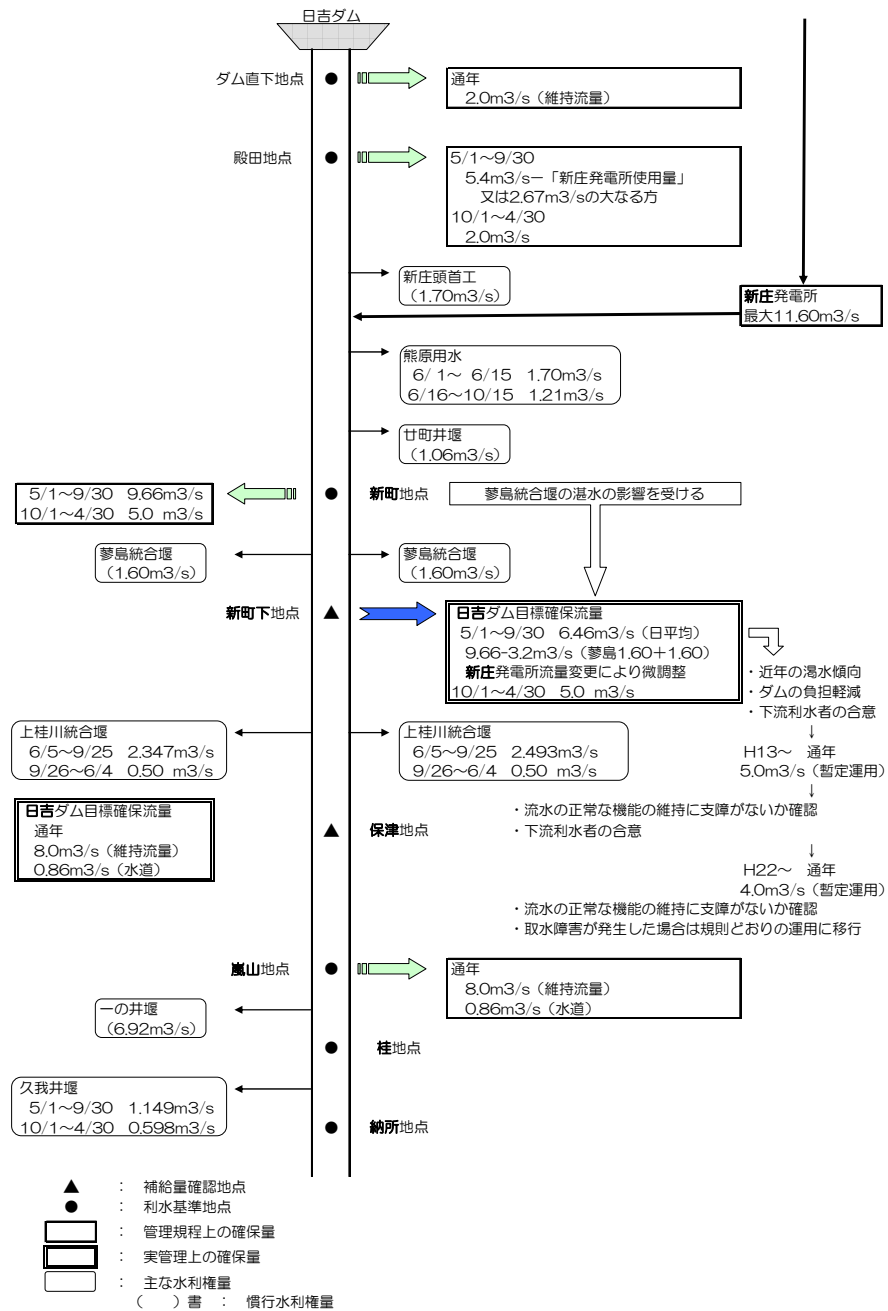 日吉ダム
ダム直下地点
通年
2.0m3/s（維持流量）
殿田地点
5/1～9/30
5.4m3/s－「新庄発電所使用量」
又は2.67m3/sの大なる方
10/1～4/30
2.0m3/s
新庄頭首工
（1.70m3/s）
新庄発電所
最大11.60m3/s
熊原用水
6/ 1～ 6/15 1.70m3/s
6/16～10/15 1.21m3/s
廿町井堰
（1.06m3/s）
5/1～9/30 9.66m3/s
10/1～4/30 5.0 m3/s
新町地点
蓼島統合堰の湛水の影響を受ける
蓼島統合堰
（1.60m3/s）
蓼島統合堰
（1.60m3/s）
新町下地点
日吉ダム目標確保流量
5/1～9/30 6.46m3/s（日平均）
9.66-3.2m3/s（蓼島1.60＋1.60）
新庄発電所流量変更により微調整
10/1～4/30 5.0 m3/s
・近年の渇水傾向
・ダムの負担軽減
・下流利水者の合意
↓
H13～ 通年
5.0m3/s（暫定運用）
↓
上桂川統合堰
6/5～9/25 2.347m3/s
9/26～6/4 0.50 m3/s
上桂川統合堰
6/5～9/25 2.493m3/s
9/26～6/4 0.50 m3/s
・流水の正常な機能の維持に支障がないか確認
・下流利水者の合意
↓
日吉ダム目標確保流量
通年
8.0m3/s（維持流量）
0.86m3/s（水道）
保津地点
H22～ 通年
4.0m3/s（暫定運用）
・流水の正常な機能の維持に支障がないか確認
・取水障害が発生した場合は規則どおりの運用に移行
嵐山地点
通年
8.0m3/s（維持流量）
0.86m3/s（水道）
一の井堰
（6.92m3/s）
桂地点
久我井堰
5/1～9/30 1.149m3/s
10/1～4/30 0.598m3/s
納所地点
▲ ： 補給量確認地点
● ： 利水基準地点
： 管理規程上の確保量
： 実管理上の確保量
： 主な水利権量
（ ）書 ： 慣行水利権量